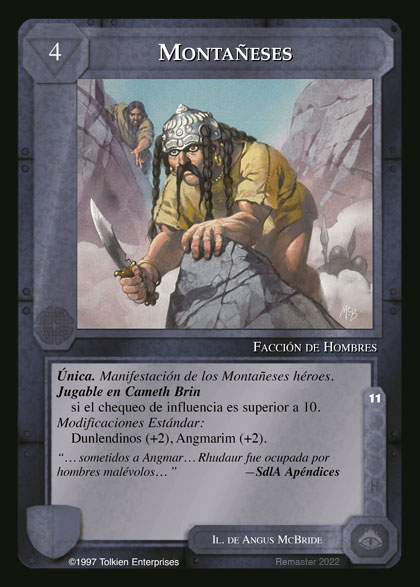 4
MONTAÑESES
McB
FACCIÓN DE HOMBRES
Única. Manifestación de los Montañeses héroes.
Jugable en Cameth Brin
si el chequeo de influencia es superior a 10.
Modificaciones Estándar:
Dunlendinos (+2), Angmarim (+2).
“… sometidos a Angmar… Rhudaur fue ocupada por
hombres malévolos… ” —SdlA Apéndices
11
H
IL. DE ANGUS MCBRIDE
©1997 Tolkien Enterprises
Remaster 2022